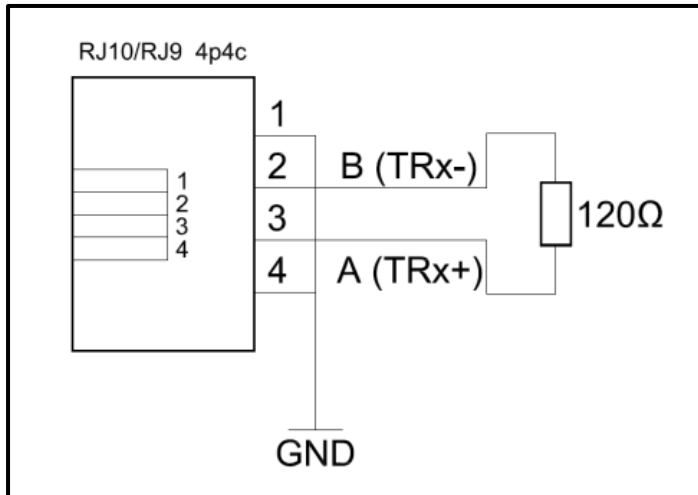 RJ10/RJ9 4p4c
1
2
3
4
1
2
3
4
B (TRx-)
A (TRx+)
120Ω
GND